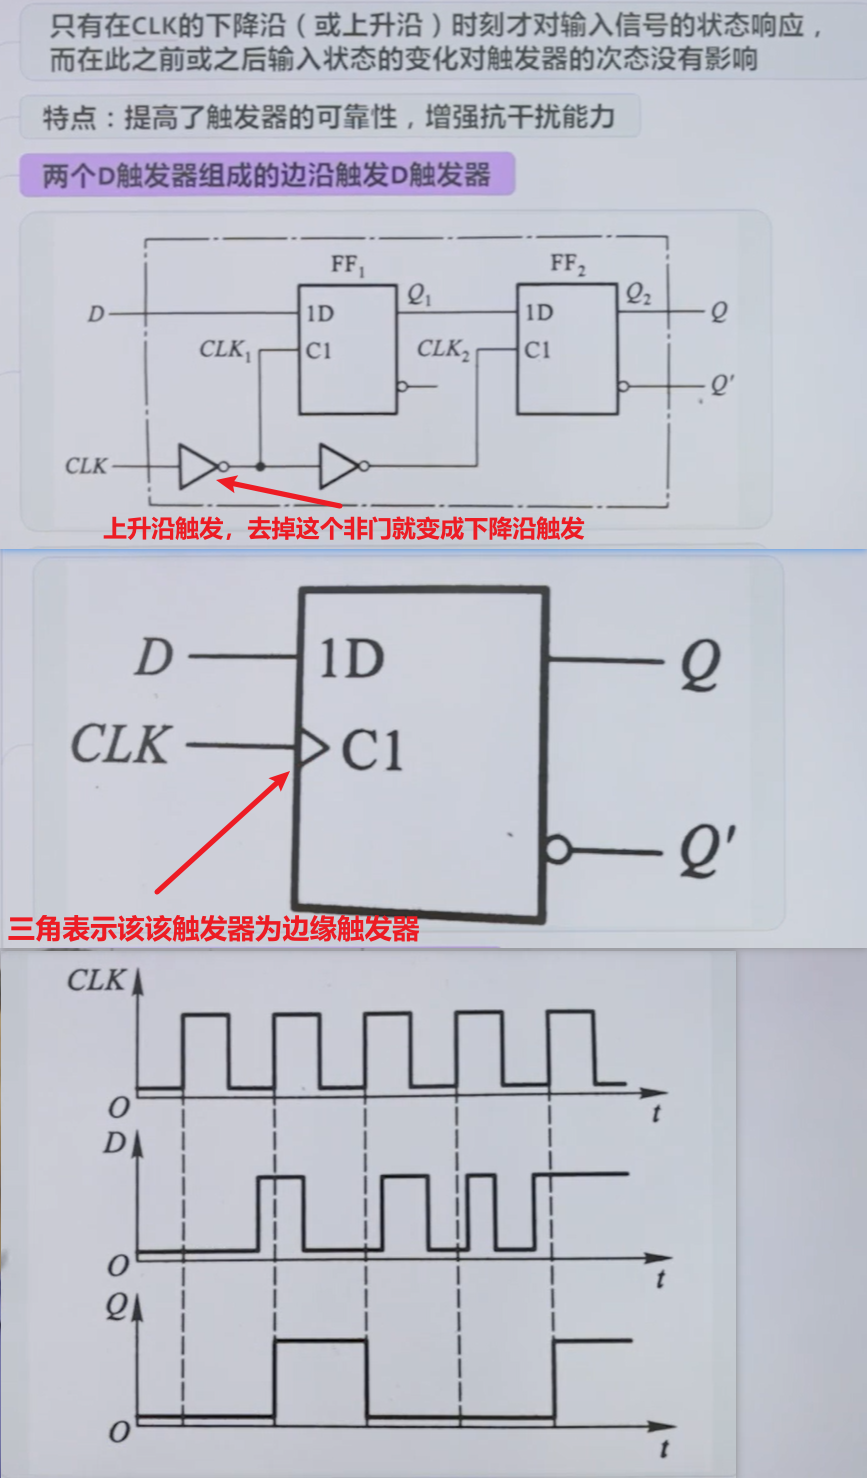 只有在CLK的下降沿（或上升沿）时刻才对输入信号的状态响应，
而在此之前或之后输入状态的变化对触发器的次态没有影响
特点：提高了触发器的可靠性，增强抗干扰能力
两个D触发器组成的边沿触发D触发器
FF₁
FF₂
D
1D
Q₁
1D
Q₂
Q
CLK₁
C1
CLK₂
C1
Q'
CLK
上升沿触发，去掉这个非门就变成下降沿触发
D
1D
Q
CLK
C1
Q'
三角表示该该触发器为边缘触发器
CLK
O
t
D
O
t
Q
O
t